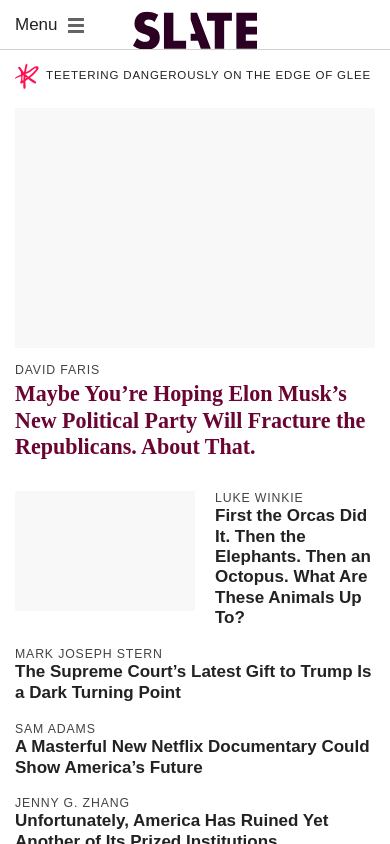 Menu
SLATE
TEETERING DANGEROUSLY ON THE EDGE OF GLEE
DAVID FARIS
Maybe You’re Hoping Elon Musk’s
New Political Party Will Fracture the
Republicans. About That.
LUKE WINKIE
First the Orcas Did
It. Then the
Elephants. Then an
Octopus. What Are
These Animals Up
To?
MARK JOSEPH STERN
The Supreme Court’s Latest Gift to Trump Is
a Dark Turning Point
SAM ADAMS
A Masterful New Netflix Documentary Could
Show America’s Future
JENNY G. ZHANG
Unfortunately, America Has Ruined Yet
Another of Its Prized Institutions